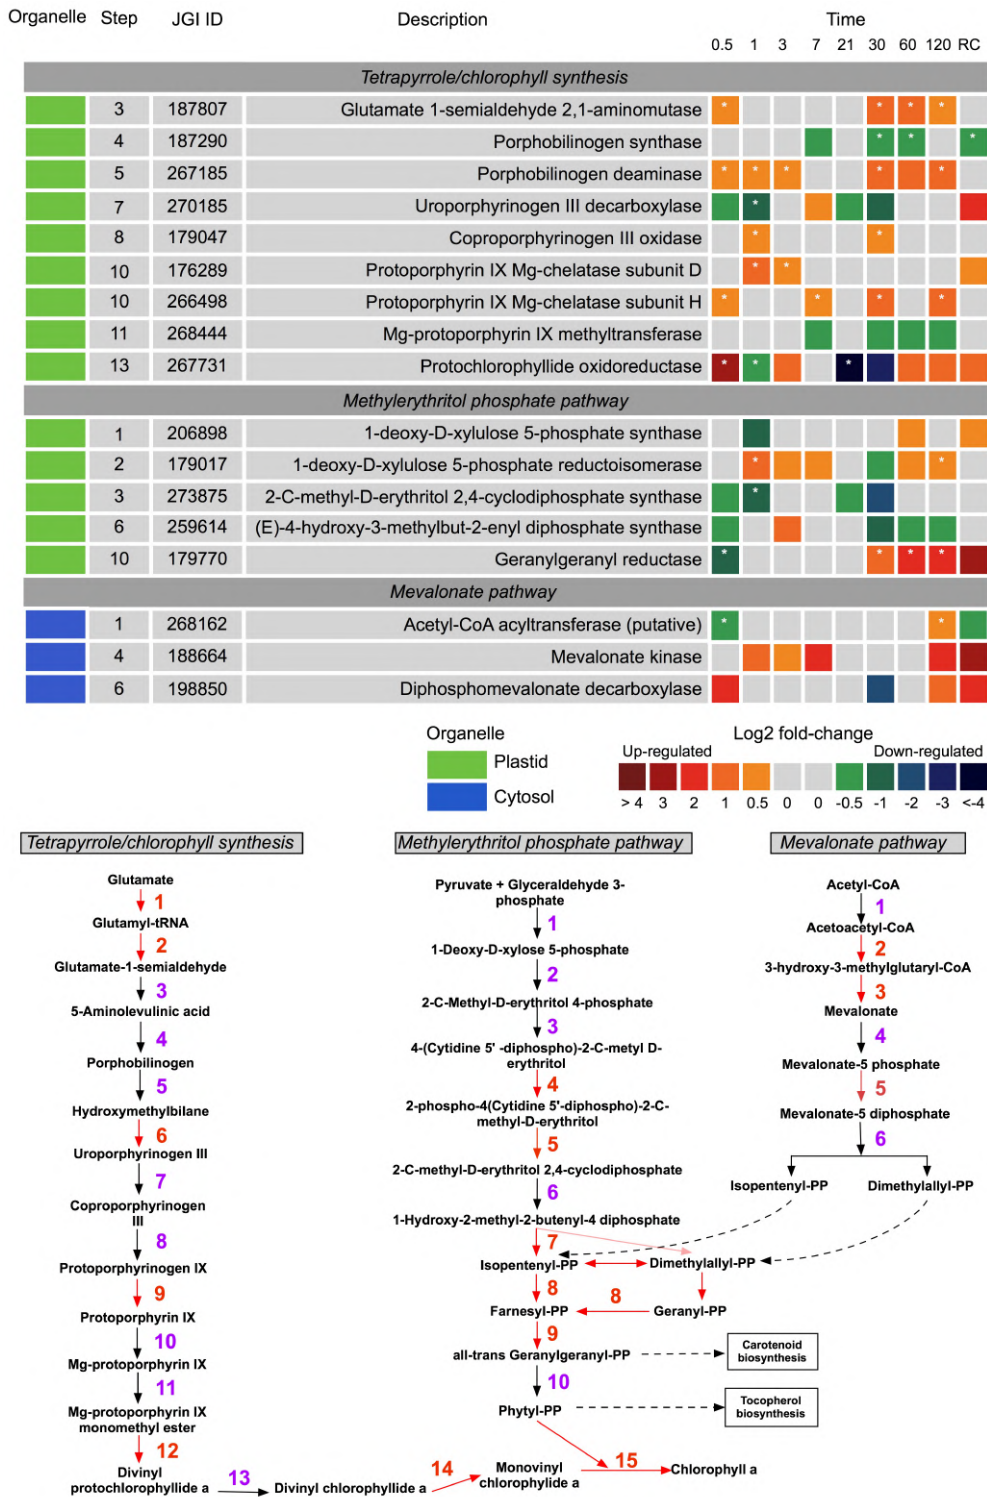 Organelle Step JGI ID Description Time
0.5 1 3 7 21 30 60 120 RC
Tetrapyrrole/chlorophyll synthesis
3 187807 Glutamate 1-semialdehyde 2,1-aminomutase * * * *
4 187290 Porphobilinogen synthase * * *
5 267185 Porphobilinogen deaminase * * * * *
7 270185 Uroporphyrinogen III decarboxylase *
8 179047 Coproporphyrinogen III oxidase * *
10 176289 Protoporphyrin IX Mg-chelatase subunit D * *
10 266498 Protoporphyrin IX Mg-chelatase subunit H * * * *
11 268444 Mg-protoporphyrin IX methyltransferase
13 267731 Protochlorophyllide oxidoreductase * * *
Methylerythritol phosphate pathway
1 206898 1-deoxy-D-xylulose 5-phosphate synthase
2 179017 1-deoxy-D-xylulose 5-phosphate reductoisomerase * *
3 273875 2-C-methyl-D-erythritol 2,4-cyclodiphosphate synthase *
6 259614 (E)-4-hydroxy-3-methylbut-2-enyl diphosphate synthase
10 179770 Geranylgeranyl reductase * * * *
Mevalonate pathway
1 268162 Acetyl-CoA acyltransferase (putative) * *
4 188664 Mevalonate kinase
6 198850 Diphosphomevalonate decarboxylase
Organelle
Plastid
Cytosol
Log2 fold-change
Up-regulated Down-regulated
> 4 3 2 1 0.5 0 0 -0.5 -1 -2 -3 <-4
Tetrapyrrole/chlorophyll synthesis
Glutamate
1
Glutamyl-tRNA
2
Glutamate-1-semialdehyde
3
5-Aminolevulinic acid
4
Porphobilinogen
5
Hydroxymethylbilane
6
Uroporphyrinogen III
7
Coproporphyrinogen
III
8
Protoporphyrinogen IX
9
Protoporphyrin IX
10
Mg-protoporphyrin IX
11
Mg-protoporphyrin IX
monomethyl ester
12
Divinyl
protochlorophyllide a
13
Divinyl chlorophyllide a
14
Monovinyl
chlorophylide a
15
Chlorophyll a
Methylerythritol phosphate pathway
Pyruvate + Glyceraldehyde 3-
phosphate
1
1-Deoxy-D-xylose 5-phosphate
2
2-C-Methyl-D-erythritol 4-phosphate
3
4-(Cytidine 5' -diphospho)-2-C-metyl D-
erythritol
4
2-phospho-4(Cytidine 5'-diphospho)-2-C-
methyl-D-erythritol
5
2-C-methyl-D-erythritol 2,4-cyclodiphosphate
6
1-Hydroxy-2-methyl-2-butenyl-4 diphosphate
7
Isopentenyl-PP Dimethylallyl-PP
8
Farnesyl-PP 8 Geranyl-PP
9
all-trans Geranylgeranyl-PP
Carotenoid
biosynthesis
10
Phytyl-PP
Tocopherol
biosynthesis
Mevalonate pathway
Acetyl-CoA
1
Acetoacetyl-CoA
2
3-hydroxy-3-methylglutaryl-CoA
3
Mevalonate
4
Mevalonate-5 phosphate
5
Mevalonate-5 diphosphate
6
Isopentenyl-PP Dimethylallyl-PP